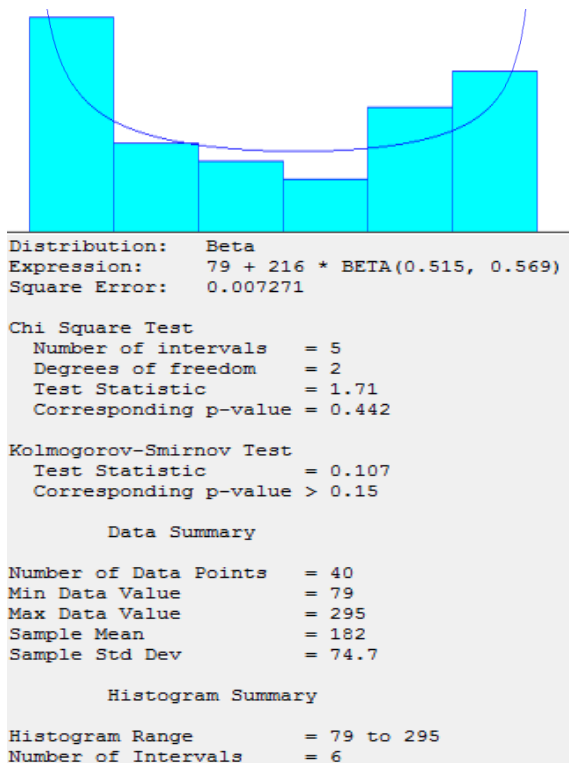 Distribution: Beta
Expression: 79 + 216 * BETA(0.515, 0.569)
Square Error: 0.007271
Chi Square Test
Number of intervals = 5
Degrees of freedom = 2
Test Statistic = 1.71
Corresponding p-value = 0.442
Kolmogorov-Smirnov Test
Test Statistic = 0.107
Corresponding p-value > 0.15
Data Summary
Number of Data Points = 40
Min Data Value = 79
Max Data Value = 295
Sample Mean = 182
Sample Std Dev = 74.7
Histogram Summary
Histogram Range = 79 to 295
Number of Intervals = 6